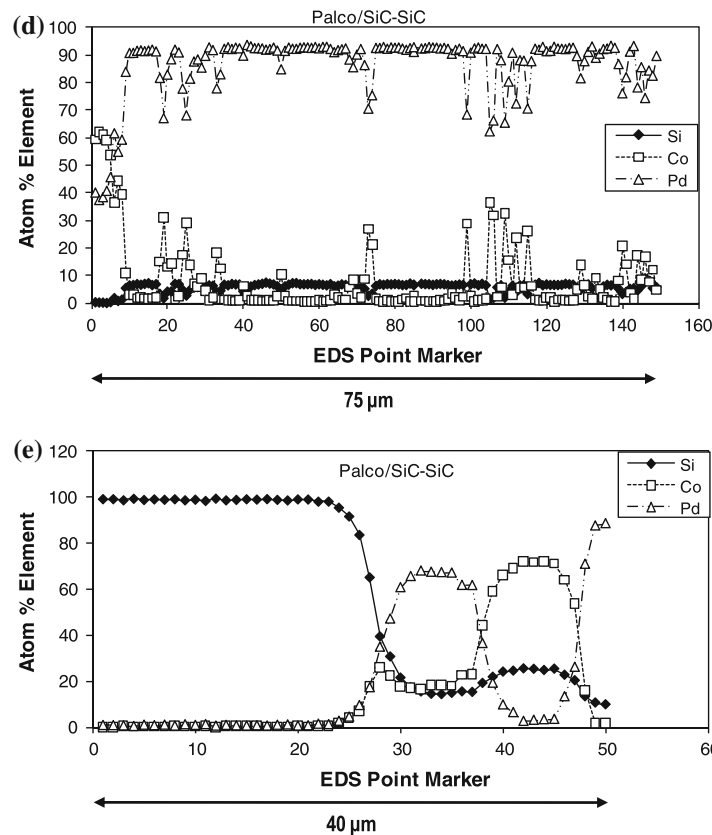 (d)
Palco/SiC-SiC
Atom % Element
100
90
80
70
60
50
40
30
20
10
0
Si
Co
Pd
0 20 40 60 80 100 120 140 160
EDS Point Marker
75 µm
(e)
Palco/SiC-SiC
Atom % Element
120
100
80
60
40
20
0
Si
Co
Pd
0 10 20 30 40 50 60
EDS Point Marker
40 µm